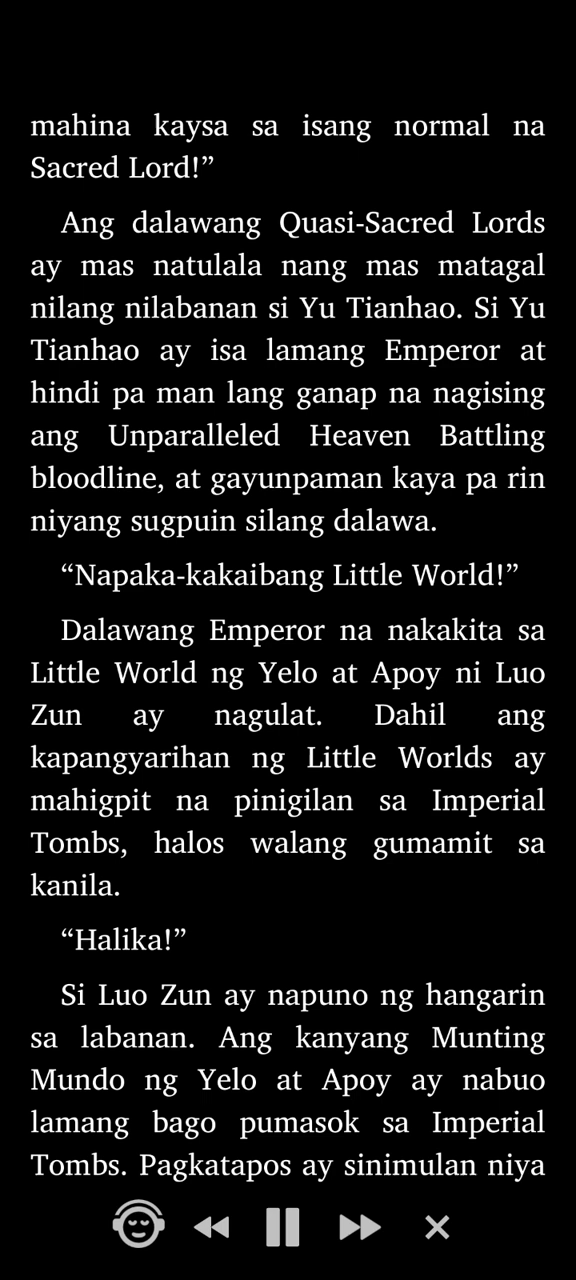 mahina kaysa sa isang normal na
Sacred Lord!”
Ang dalawang Quasi-Sacred Lords
ay mas natulala nang mas matagal
nilang nilabanan si Yu Tianhao. Si Yu
Tianhao ay isa lamang Emperor at
hindi pa man lang ganap na nagising
ang Unparalleled Heaven Battling
bloodline, at gayunpaman kaya pa rin
niyang sugpuin silang dalawa.
“Napaka-kakaibang Little World!”
Dalawang Emperor na nakakita sa
Little World ng Yelo at Apoy ni Luo
Zun ay nagulat. Dahil ang
kapangyarihan ng Little Worlds ay
mahigpit na pinigilan sa Imperial
Tombs, halos walang gumamit sa
kanila.
“Halika!”
Si Luo Zun ay napuno ng hangarin
sa labanan. Ang kanyang Munting
Mundo ng Yelo at Apoy ay nabuo
lamang bago pumasok sa Imperial
Tombs. Pagkatapos ay sinimulan niya